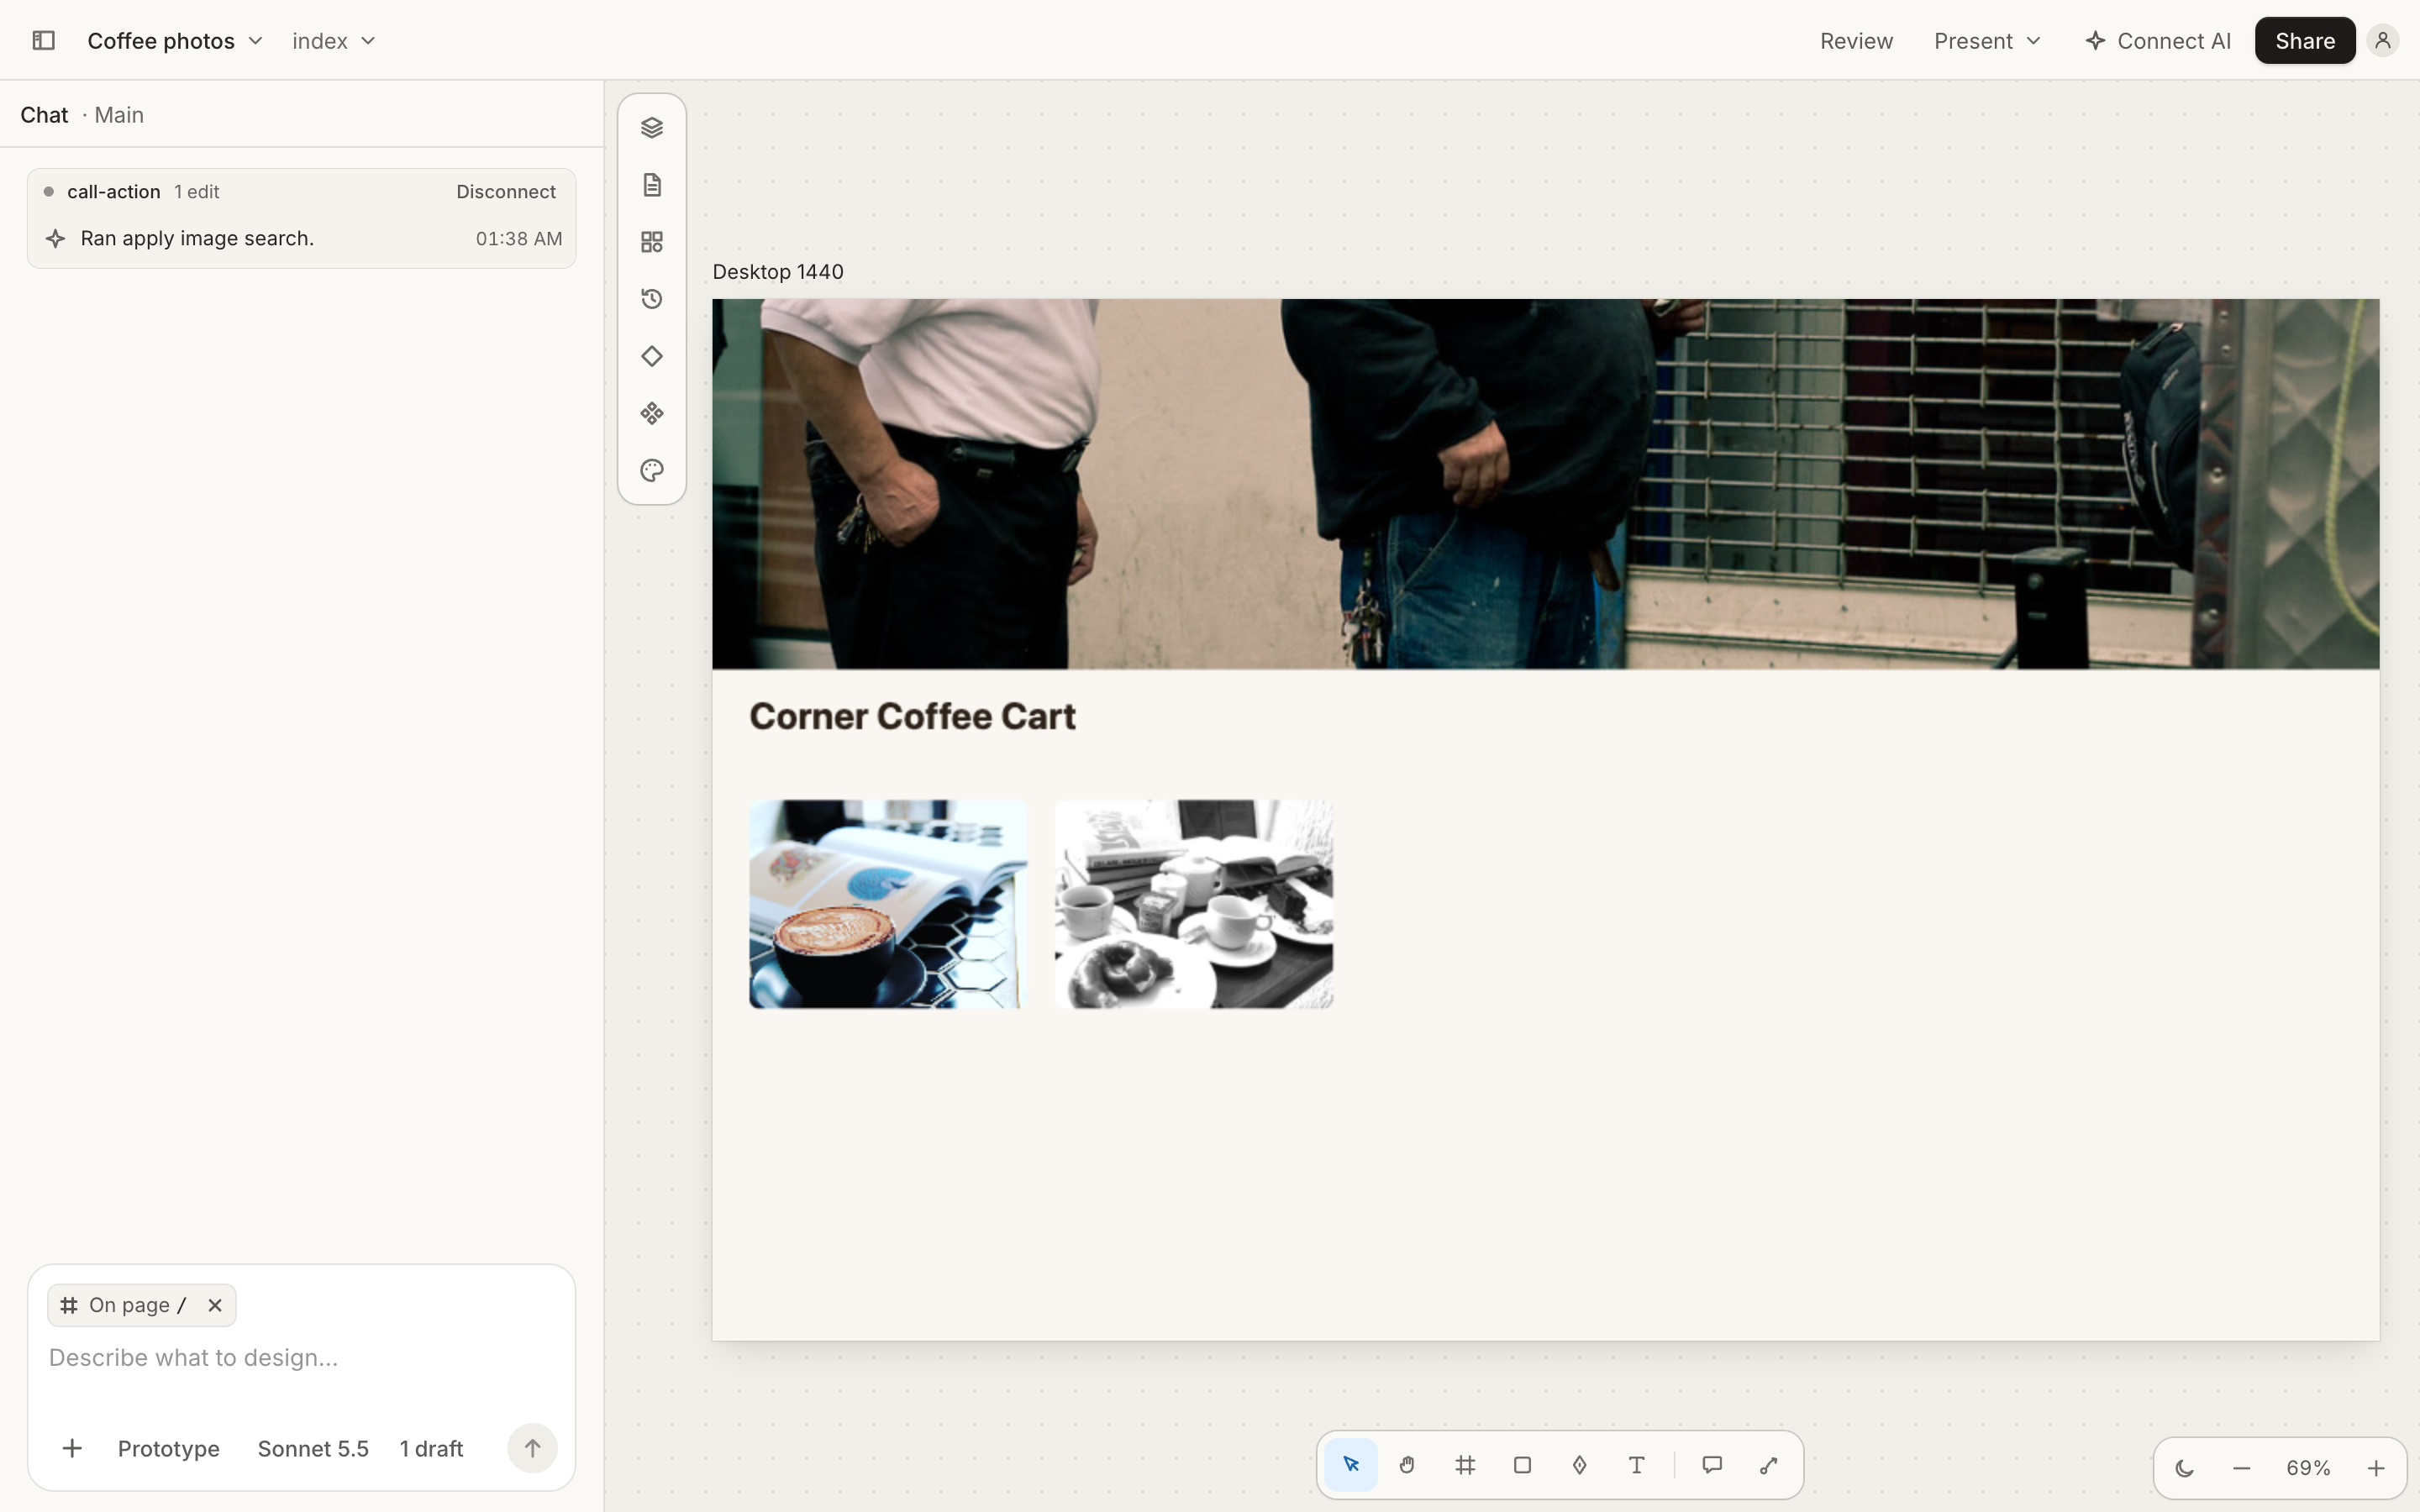 Coffee photos
index
Review
Present
Connect AI
Share
Chat · Main
call-action 1 edit
Disconnect
Ran apply image search.
01:38 AM
Desktop 1440
Corner Coffee Cart
On page /
Describe what to design...
Prototype
Sonnet 5.5
1 draft
69%